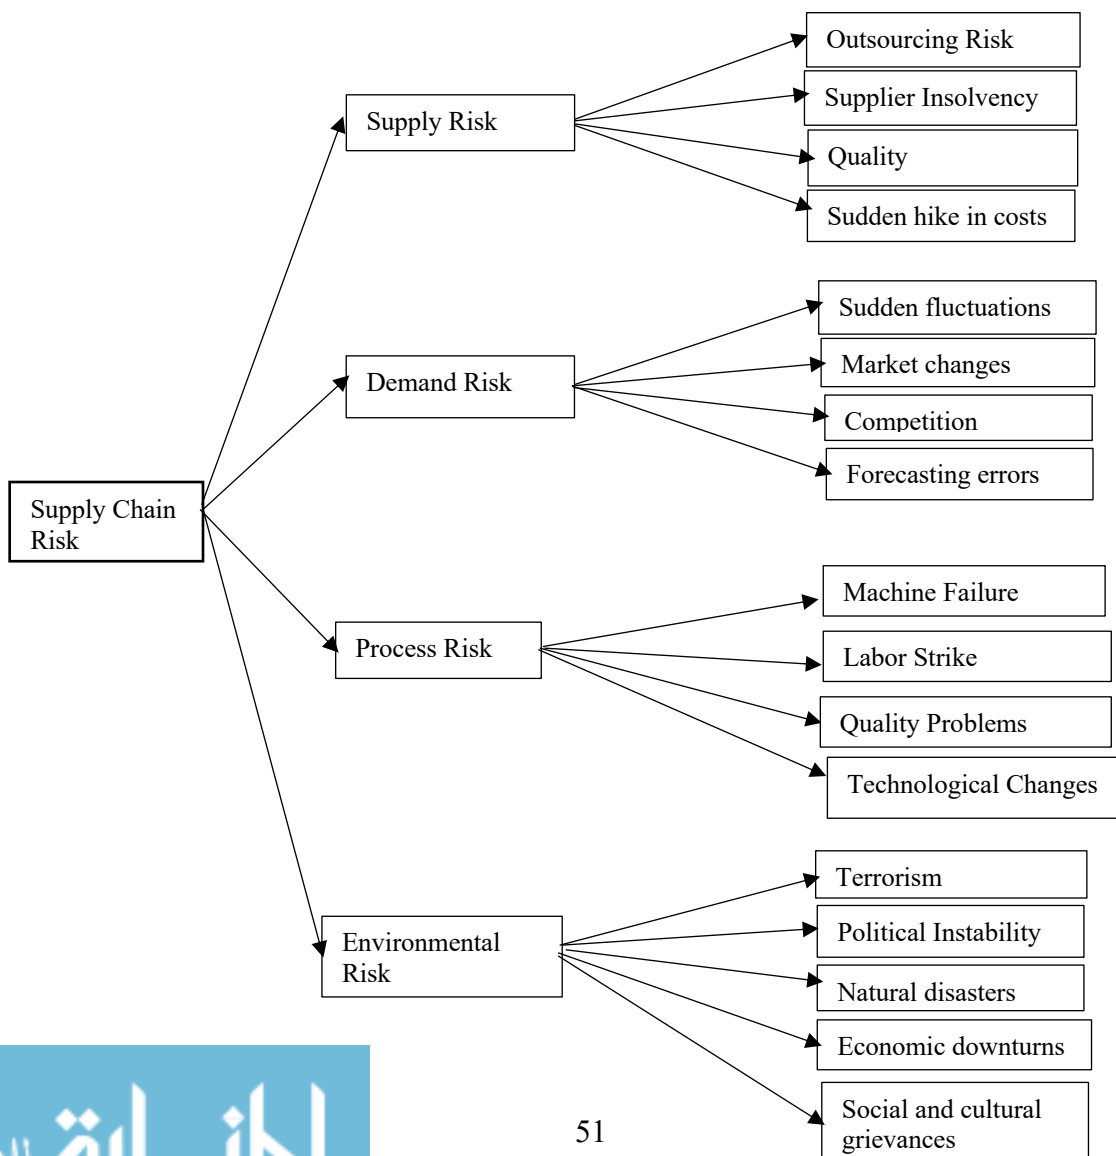 Outsourcing Risk
Supply Risk
Supplier Insolvency
Quality
Sudden hike in costs
Sudden fluctuations
Demand Risk
Market changes
Competition
Forecasting errors
Supply Chain
Risk
Machine Failure
Process Risk
Labor Strike
Quality Problems
Technological Changes
Terrorism
Environmental
Risk
Political Instability
Natural disasters
Economic downturns
Social and cultural
grievances
51